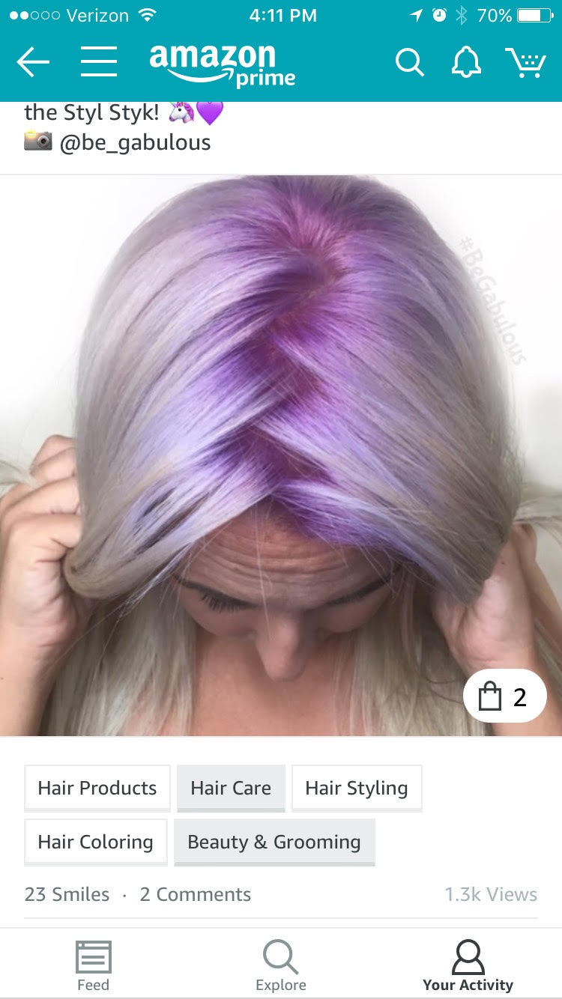 Verizon 4:11 PM 70%
amazon
prime
the Styl Styk! 🦄💜
📷 @be_gabulous
#BeGabulous
2
Hair Products Hair Care Hair Styling
Hair Coloring Beauty & Grooming
23 Smiles · 2 Comments 1.3k Views
Feed Explore Your Activity